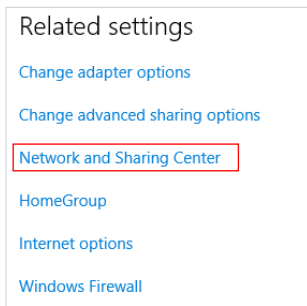 Related settings
Change adapter options
Change advanced sharing options
Network and Sharing Center
HomeGroup
Internet options
Windows Firewall